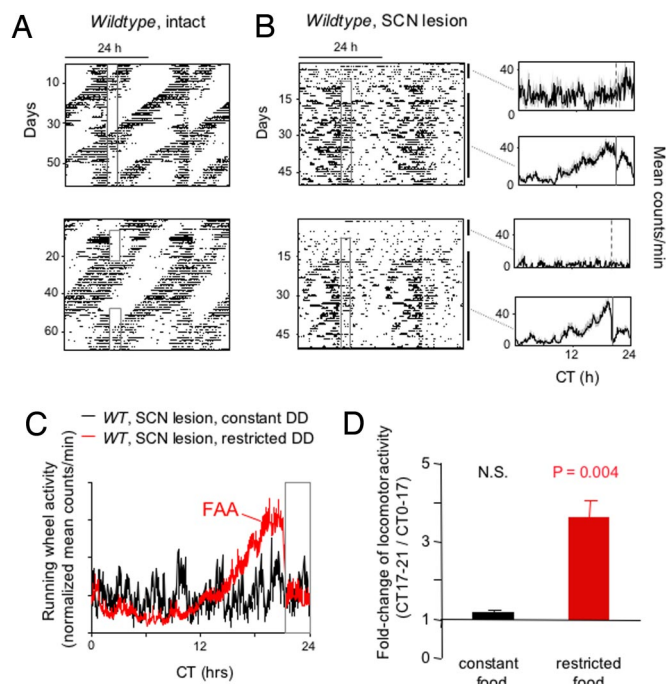 A
Wildtype, intact
24 h
Days
10
30
50
20
40
60
B
Wildtype, SCN lesion
24 h
Days
15
30
45
15
30
45
40
0
40
0
40
0
40
0
12
24
CT (h)
Mean counts/min
C
WT, SCN lesion, constant DD
WT, SCN lesion, restricted DD
Running wheel activity
(normalized mean counts/min)
FAA
0
12
24
CT (hrs)
D
Fold-change of locomotoractivity
(CT17-21 / CT0-17)
5
3
1
0
N.S.
P = 0.004
constant
food
restricted
food